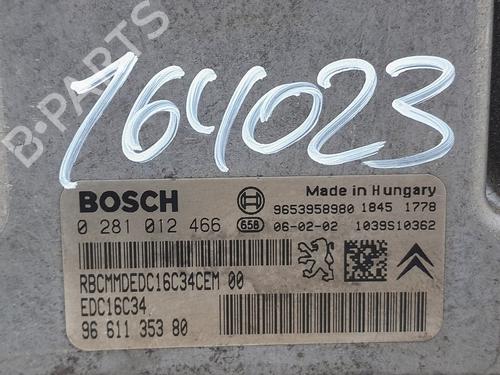 B-PARTS
164023
BOSCH
Made in Hungary
0 281 012 466
9653958980 1845 1778
658 06-02-02 1039S10362
RBCMMDEDC16C34CEM 00
EDC16C34
96 611 353 80